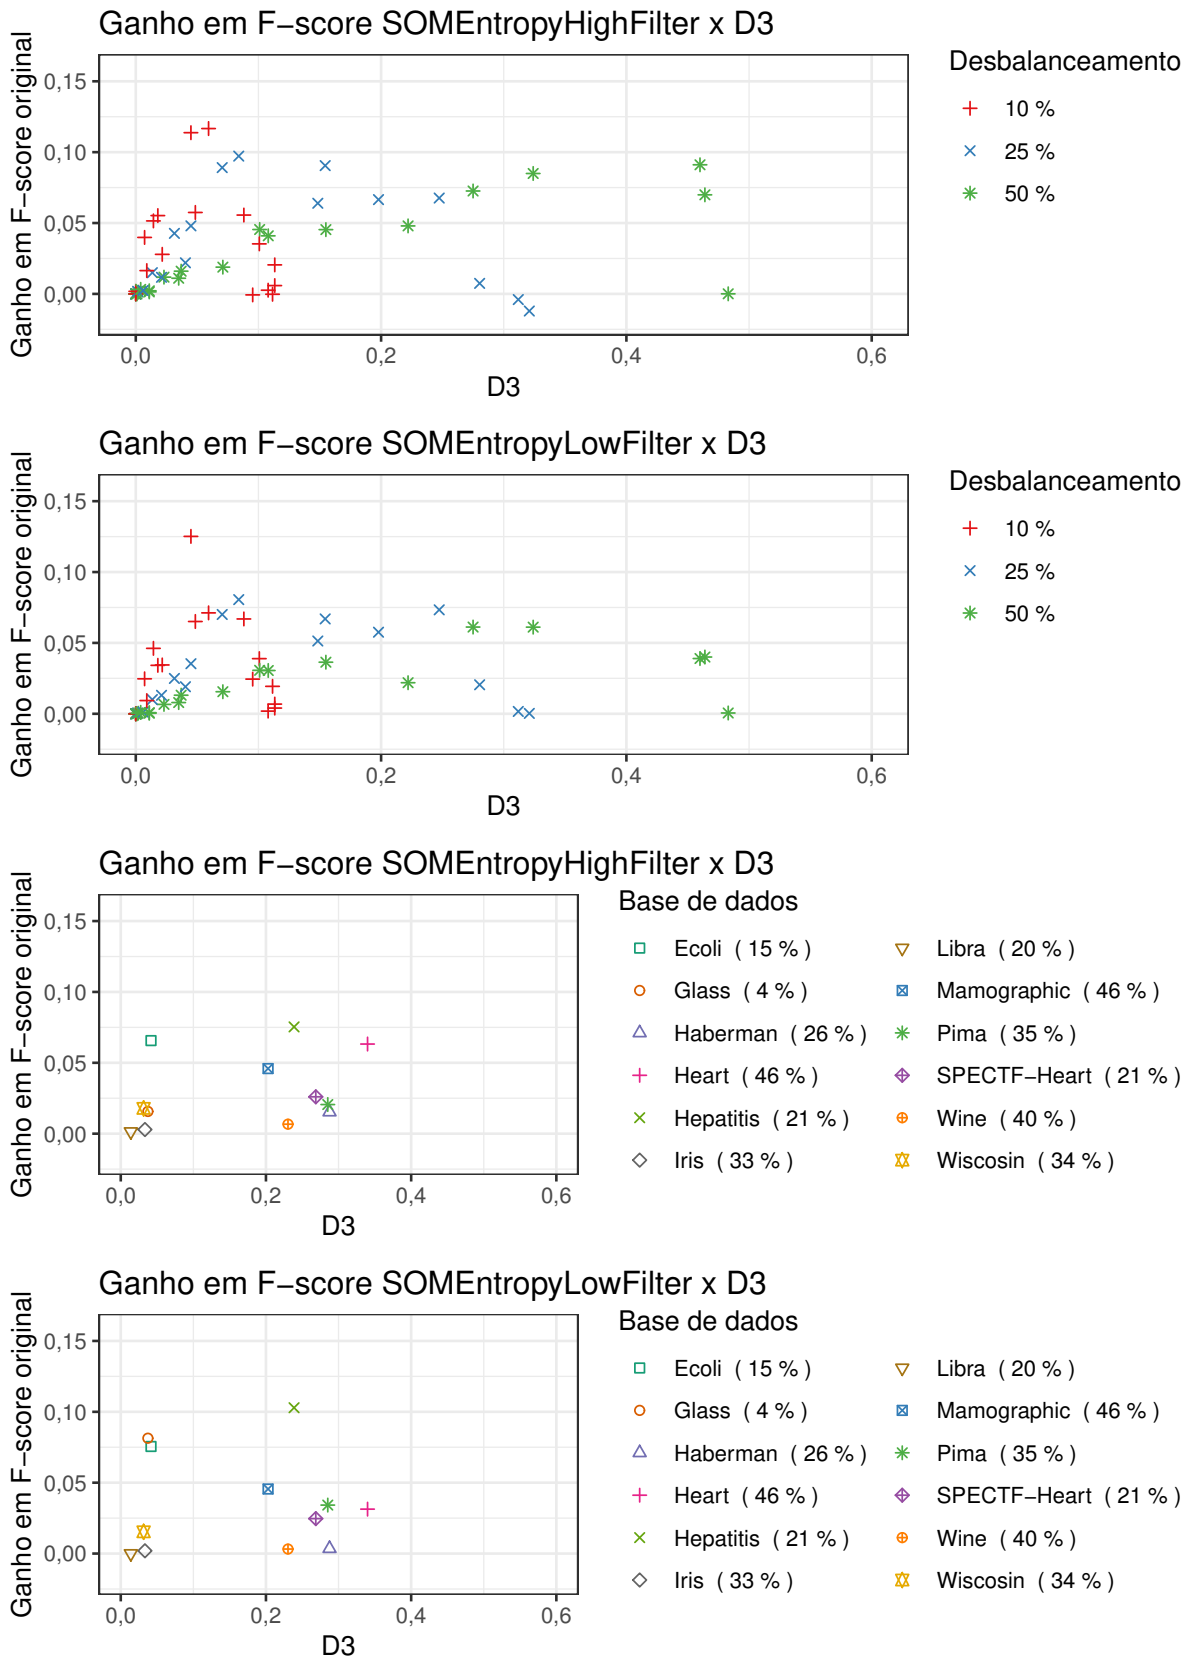 Ganho em F−score SOMEntropyHighFilter x D3
Ganho em F−score original
0,15
0,10
0,05
0,00
0,0 0,2 0,4 0,6
D3
Desbalanceamento
10 %
25 %
50 %
Ganho em F−score SOMEntropyLowFilter x D3
Ganho em F−score original
0,15
0,10
0,05
0,00
0,0 0,2 0,4 0,6
D3
Desbalanceamento
10 %
25 %
50 %
Ganho em F−score SOMEntropyHighFilter x D3
Ganho em F−score original
0,15
0,10
0,05
0,00
0,0 0,2 0,4 0,6
D3
Base de dados
Ecoli ( 15 %) Libra ( 20 % )
Glass ( 4 % ) Mamographic ( 46 % )
Haberman ( 26 % ) Pima ( 35 % )
Heart ( 46 % ) SPECTF−Heart ( 21 % )
Hepatitis ( 21 % ) Wine ( 40 % )
Iris ( 33 % ) Wiscosin ( 34 % )
Ganho em F−score SOMEntropyLowFilter x D3
Ganho em F−score original
0,15
0,10
0,05
0,00
0,0 0,2 0,4 0,6
D3
Base de dados
Ecoli ( 15 % ) Libra ( 20 % )
Glass ( 4 % ) Mamographic ( 46 % )
Haberman ( 26 % ) Pima ( 35 % )
Heart ( 46 % ) SPECTF−Heart ( 21 % )
Hepatitis ( 21 % ) Wine ( 40 % )
Iris ( 33 % ) Wiscosin ( 34 % )